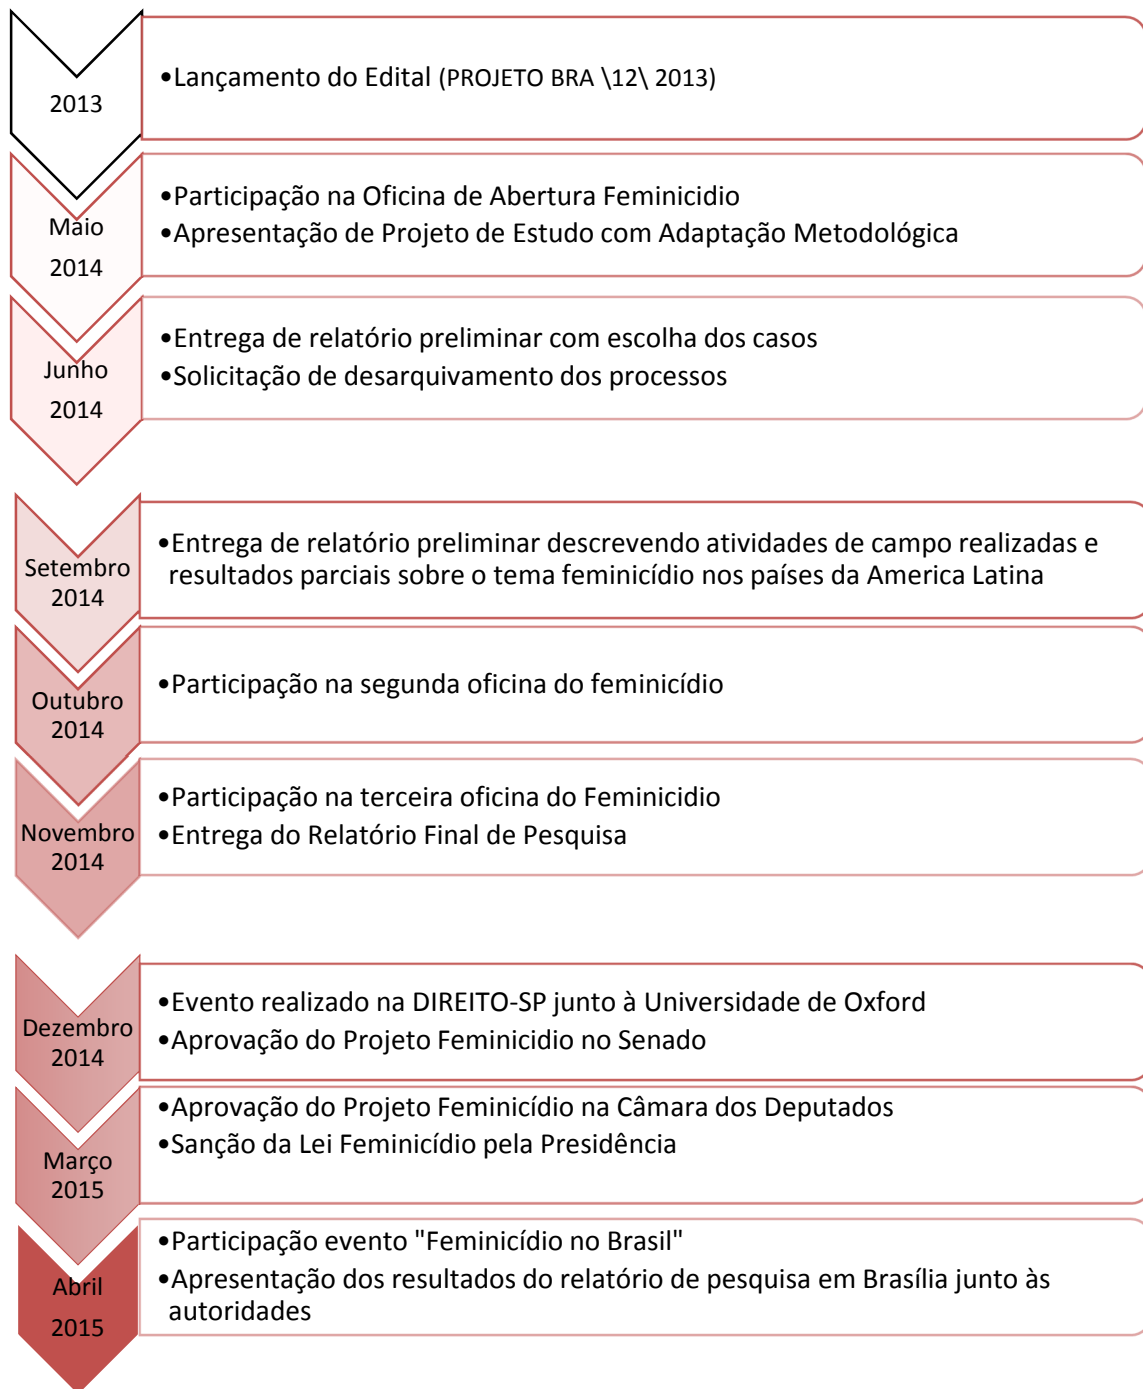 2013
•Lançamento do Edital (PROJETO BRA \12\ 2013)
Maio
2014
•Participação na Oficina de Abertura Feminicidio
•Apresentação de Projeto de Estudo com Adaptação Metodológica
Junho
2014
•Entrega de relatório preliminar com escolha dos casos
•Solicitação de desarquivamento dos processos
Setembro
2014
•Entrega de relatório preliminar descrevendo atividades de campo realizadas e
resultados parciais sobre o tema feminicídio nos países da America Latina
Outubro
2014
•Participação na segunda oficina do feminicídio
Novembro
2014
•Participação na terceira oficina do Feminicidio
•Entrega do Relatório Final de Pesquisa
Dezembro
2014
•Evento realizado na DIREITO-SP junto à Universidade de Oxford
•Aprovação do Projeto Feminicidio no Senado
Março
2015
•Aprovação do Projeto Feminicídio na Câmara dos Deputados
•Sanção da Lei Feminicídio pela Presidência
Abril
2015
•Participação evento "Feminicídio no Brasil"
•Apresentação dos resultados do relatório de pesquisa em Brasília junto às
autoridades